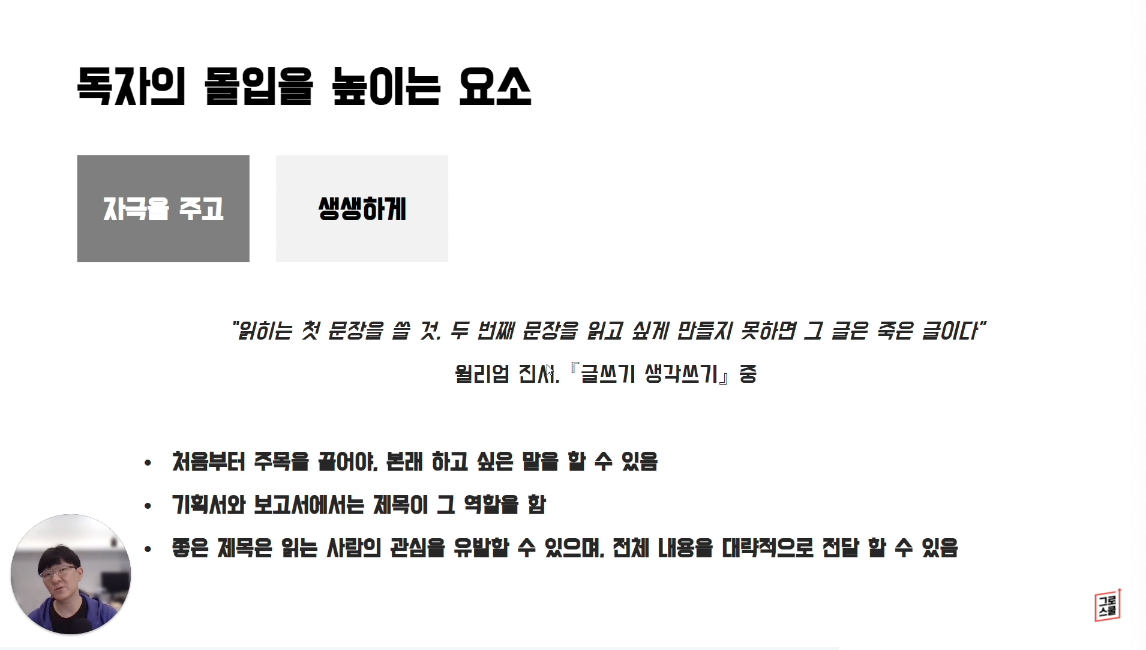 독자의 몰입을 높이는 요소
자극을 주고
생생하게
"읽히는 첫 문장을 쓸 것. 두 번째 문장을 읽고 싶게 만들지 못하면 그 글은 죽은 글이다"
윌리엄 진서.『글쓰기 생각쓰기』중
• 처음부터 주목을 끌어야, 본래 하고 싶은 말을 할 수 있음
• 기획서와 보고서에서는 제목이 그 역할을 함
• 좋은 제목은 읽는 사람의 관심을 유발할 수 있으며, 전체 내용을 대략적으로 전달 할 수 있음
그로
스쿨